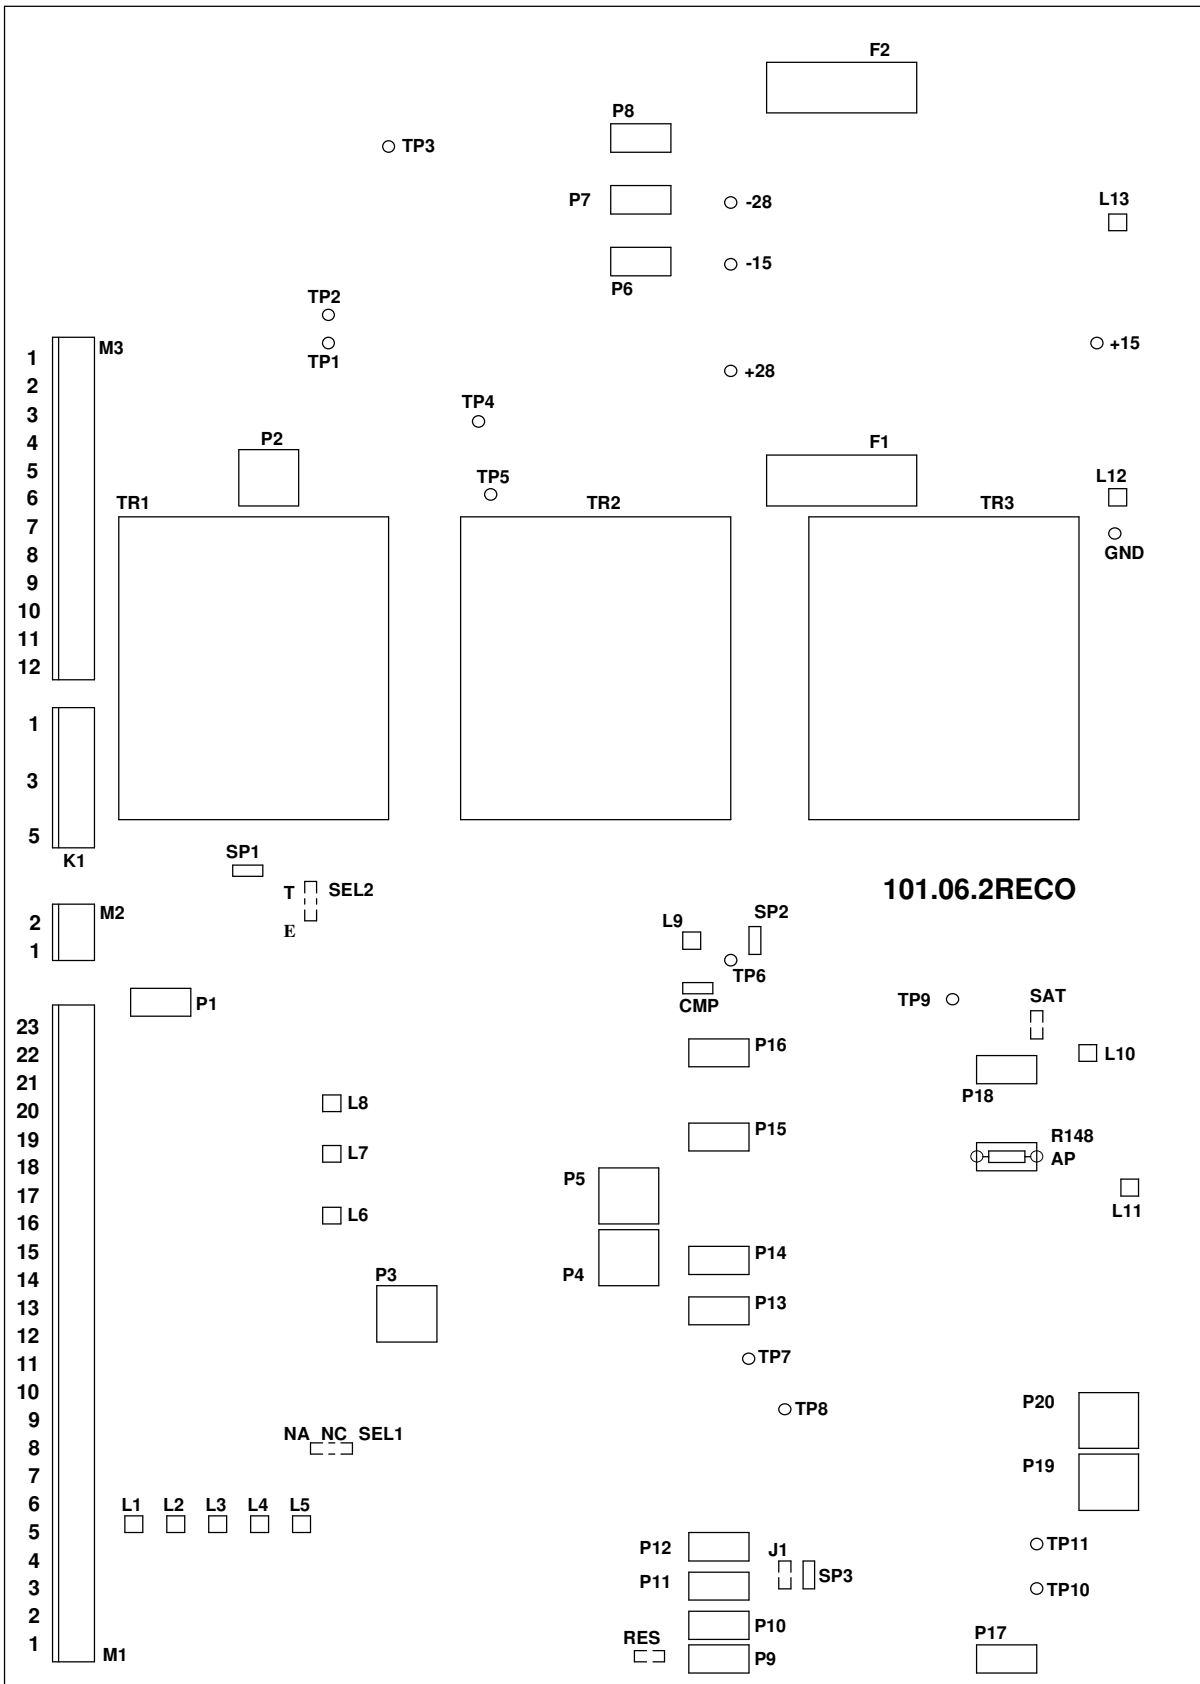 F2
P8
TP3
P7
-28
L13
-15
P6
TP2
M3
TP1
+15
+28
1
2
3
4
5
6
7
8
9
10
11
12
TP4
P2
F1
TP5
L12
TR1
TR2
TR3
GND
1
3
5
K1
SP1
T
SEL2
E
101.06.2RECO
M2
2
1
L9
SP2
TP6
CMP
TP9
SAT
P1
P16
L10
P18
23
22
21
20
19
18
17
16
15
14
13
12
11
10
9
8
7
6
5
4
3
2
1
M1
L8
L7
L6
P15
R148
AP
P5
L11
P4
P14
P3
P13
TP7
TP8
P20
P19
NA NC SEL1
L1 L2 L3 L4 L5
P12
J1
TP11
P11
SP3
TP10
P10
RES
P9
P17